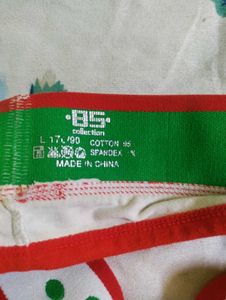 BS
collection
L 170/90 COTTON 95
SPANDEX %
MADE IN CHINA